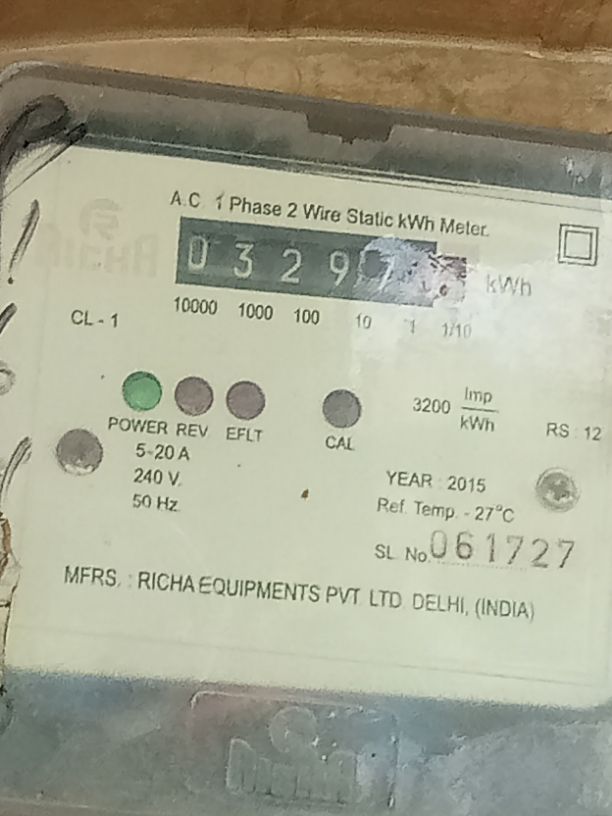 A.C. 1 Phase 2 Wire Static kWh Meter.
0 3 2 9 7 kWh
10000 1000 100 10 1 1/10
CL - 1
3200 Imp/kWh
POWER REV EFLT CAL RS : 12
5-20 A
240 V.
50 Hz.
YEAR : 2015
Ref. Temp. - 27°C
SL. No. 061727
MFRS. : RICHA EQUIPMENTS PVT. LTD. DELHI, (INDIA)
RICHA